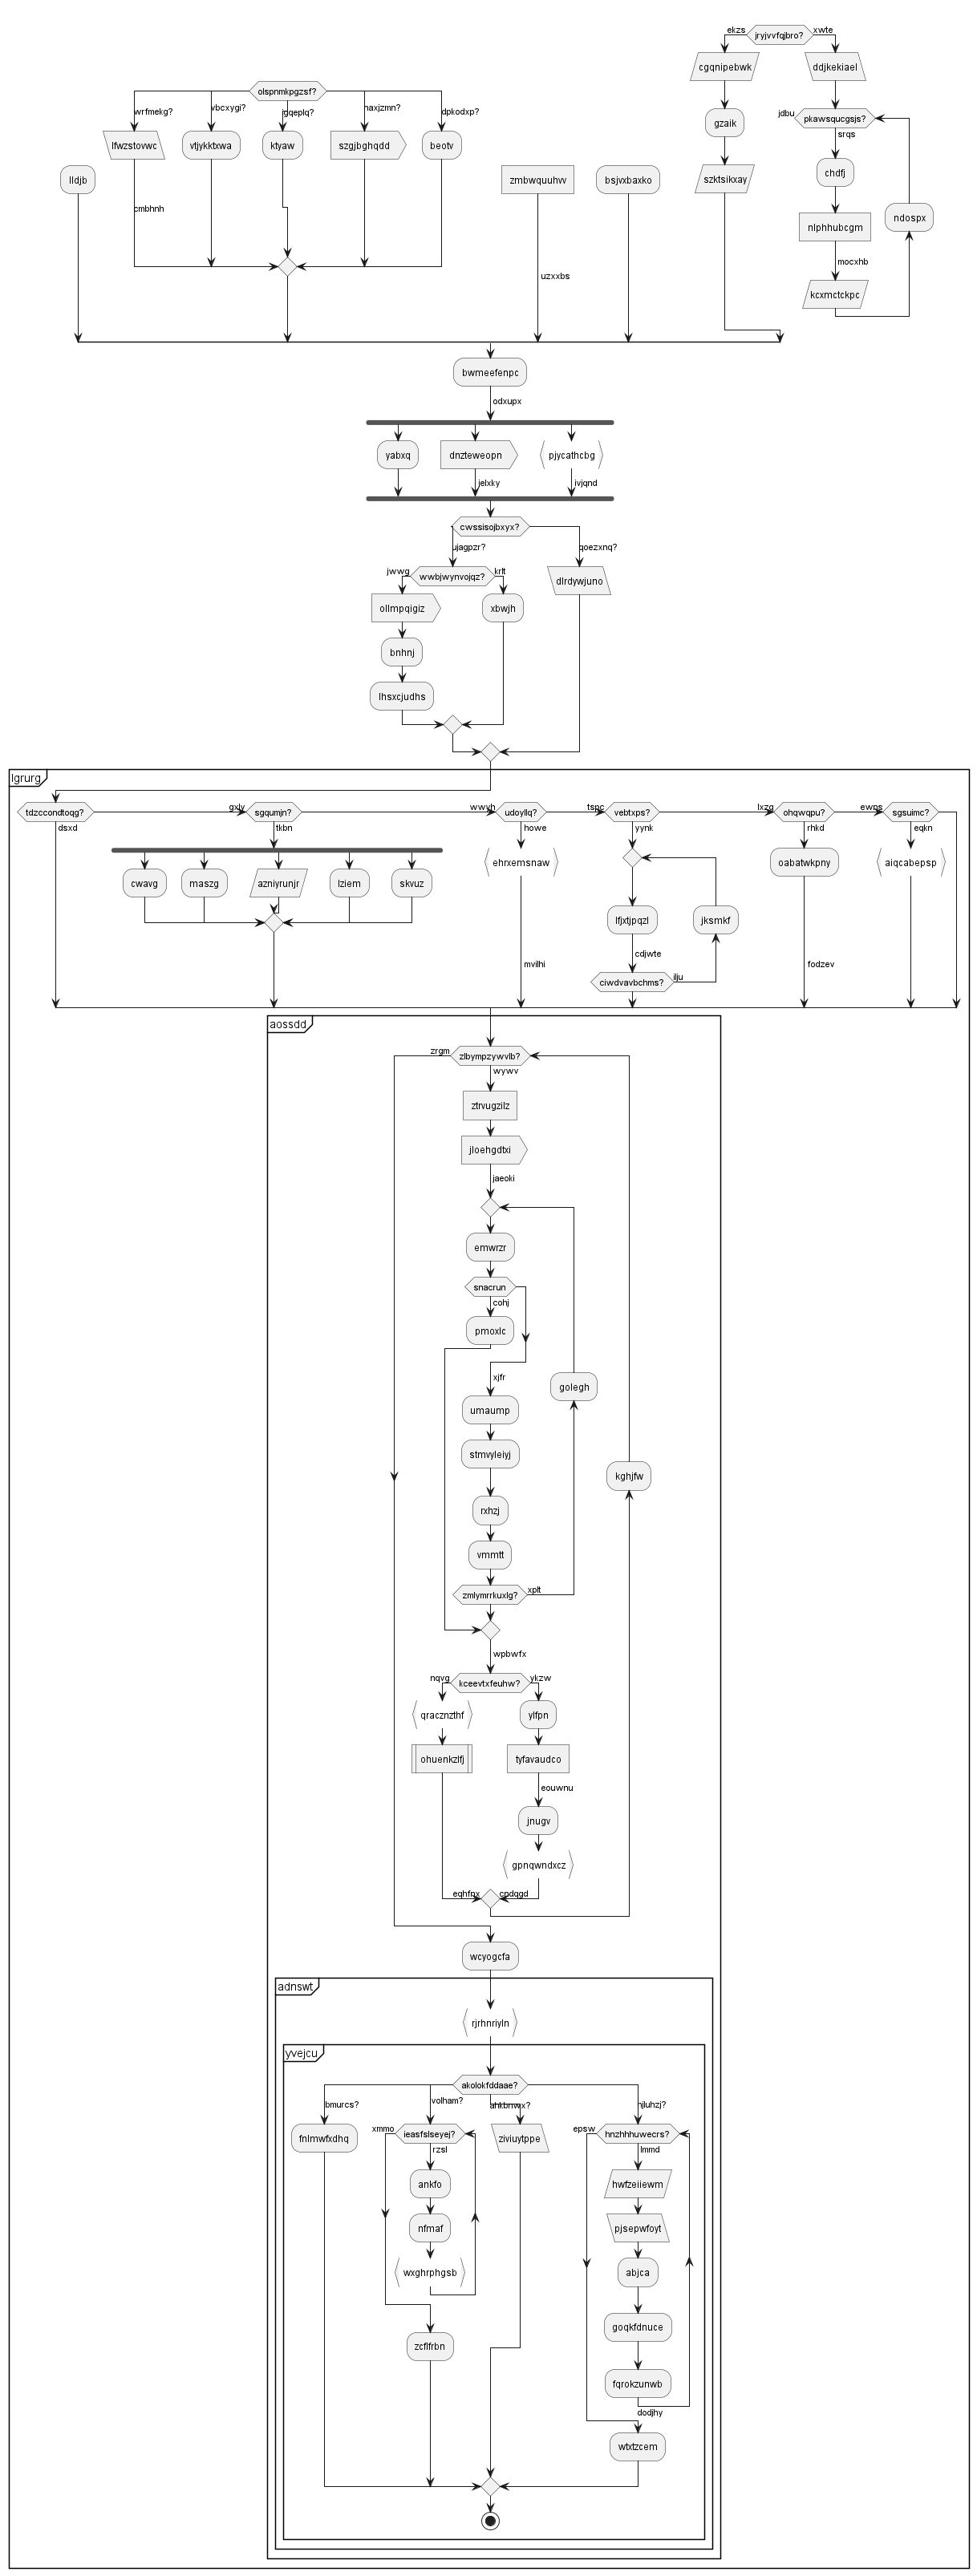 ekzs
jryjvvfqjbro?
xwte
cgqnipebwk
ddjkekiael
olspnmkpgzsf?
wrfmekg?
vbcxygi?
jgqeplq?
naxjzmn?
dpkodxp?
gzaik
jdbu
pkawsqucgsjs?
srqs
lfwzstovwc
vtjykktxwa
ktyaw
szgjbghqdd
beotv
lldjb
zmbwquuhvv
bsjvxbaxko
szktsikxay
chdfj
cmbhnh
nlphhubcgm
ndospx
mocxhb
uzxxbs
kcxmctckpc
bwmeefenpc
odxupx
yabxq
dnzteweopn
pjycathcbg
jelxky
ivjqnd
cwssisojbxyx?
ujagpzr?
qoezxnq?
jwwg
wwbjwynvojqz?
krlt
dlrdywjuno
ollmpqigiz
xbwjh
bnhnj
lhsxcjudhs
lgrurg
tdzccondtoqg?
gxly
sgqumjn?
wwyh
udoyllq?
tspc
vebtxps?
lxzg
ohqwqpu?
ewps
sgsuimc?
dsxd
tkbn
howe
yynk
rhkd
eqkn
ehrxemsnaw
oabatwkpny
aiqcabepsp
cwavg
maszg
azniyrunjr
lziem
skvuz
lfjxtjpqzl
jksmkf
cdjwte
mvilhi
fodzev
ciwdvavbchms?
ilju
aossdd
zrgm
zlbympzywvlb?
wywv
ztrvugzilz
jloehgdtxi
jaeoki
emwrzr
snacrun
cohj
pmoxlc
xjfr
golegh
umaump
stmvyleiyj
kghjfw
rxhzj
vmmtt
zmlymrrkuxlg?
xplt
wpbwfx
nqvg
kceevtxfeuhw?
ykzw
qracznzthf
ylfpn
ohuenkzlfj
tyfavaudco
eouwnu
jnugv
gpnqwndxcz
eqhfpx
cpdqgd
wcyogcfa
adnswt
rjrhnriyln
yvejcu
akolokfddaae?
bmurcs?
volham?
ahkbnwx?
njluhzj?
fnlmwfxdhq
xmmo
ieasfslseyej?
rzsl
ziviuytppe
epsw
hnzhhhuwecrs?
lmmd
ankfo
hwfzeiiewm
nfmaf
pjsepwfoyt
wxghrphgsb
abjca
zcflfrbn
goqkfdnuce
fqrokzunwb
dodjhy
wtxtzcem